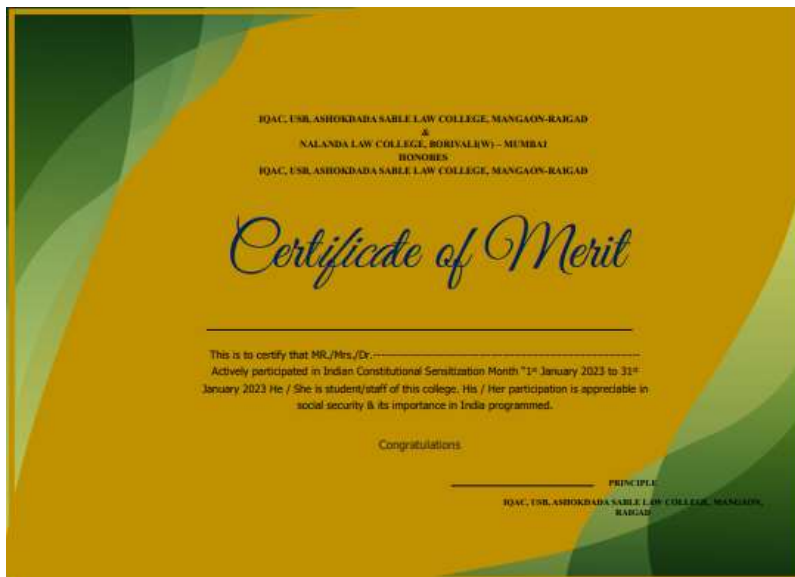 IQAC, USB, ASHOKDADA SABLE LAW COLLEGE, MANGAON-RAIGAD
&
NALANDA LAW COLLEGE, BORIVALI(W) – MUMBAI
HONORES
IQAC, USB, ASHOKDADA SABLE LAW COLLEGE, MANGAON-RAIGAD
Certificate of Merit
This is to certify that MR./Mrs./Dr.------------------------------------------------------------
Actively participated in Indian Constitutional Sensitization Month "1st January 2023 to 31st
January 2023 He / She is student/staff of this college. His / Her participation is appreciable in
social security & its importance in India programmed.
Congratulations
PRINCIPLE
IQAC, USB, ASHOKDADA SABLE LAW COLLEGE, MANGAON,
RAIGAD